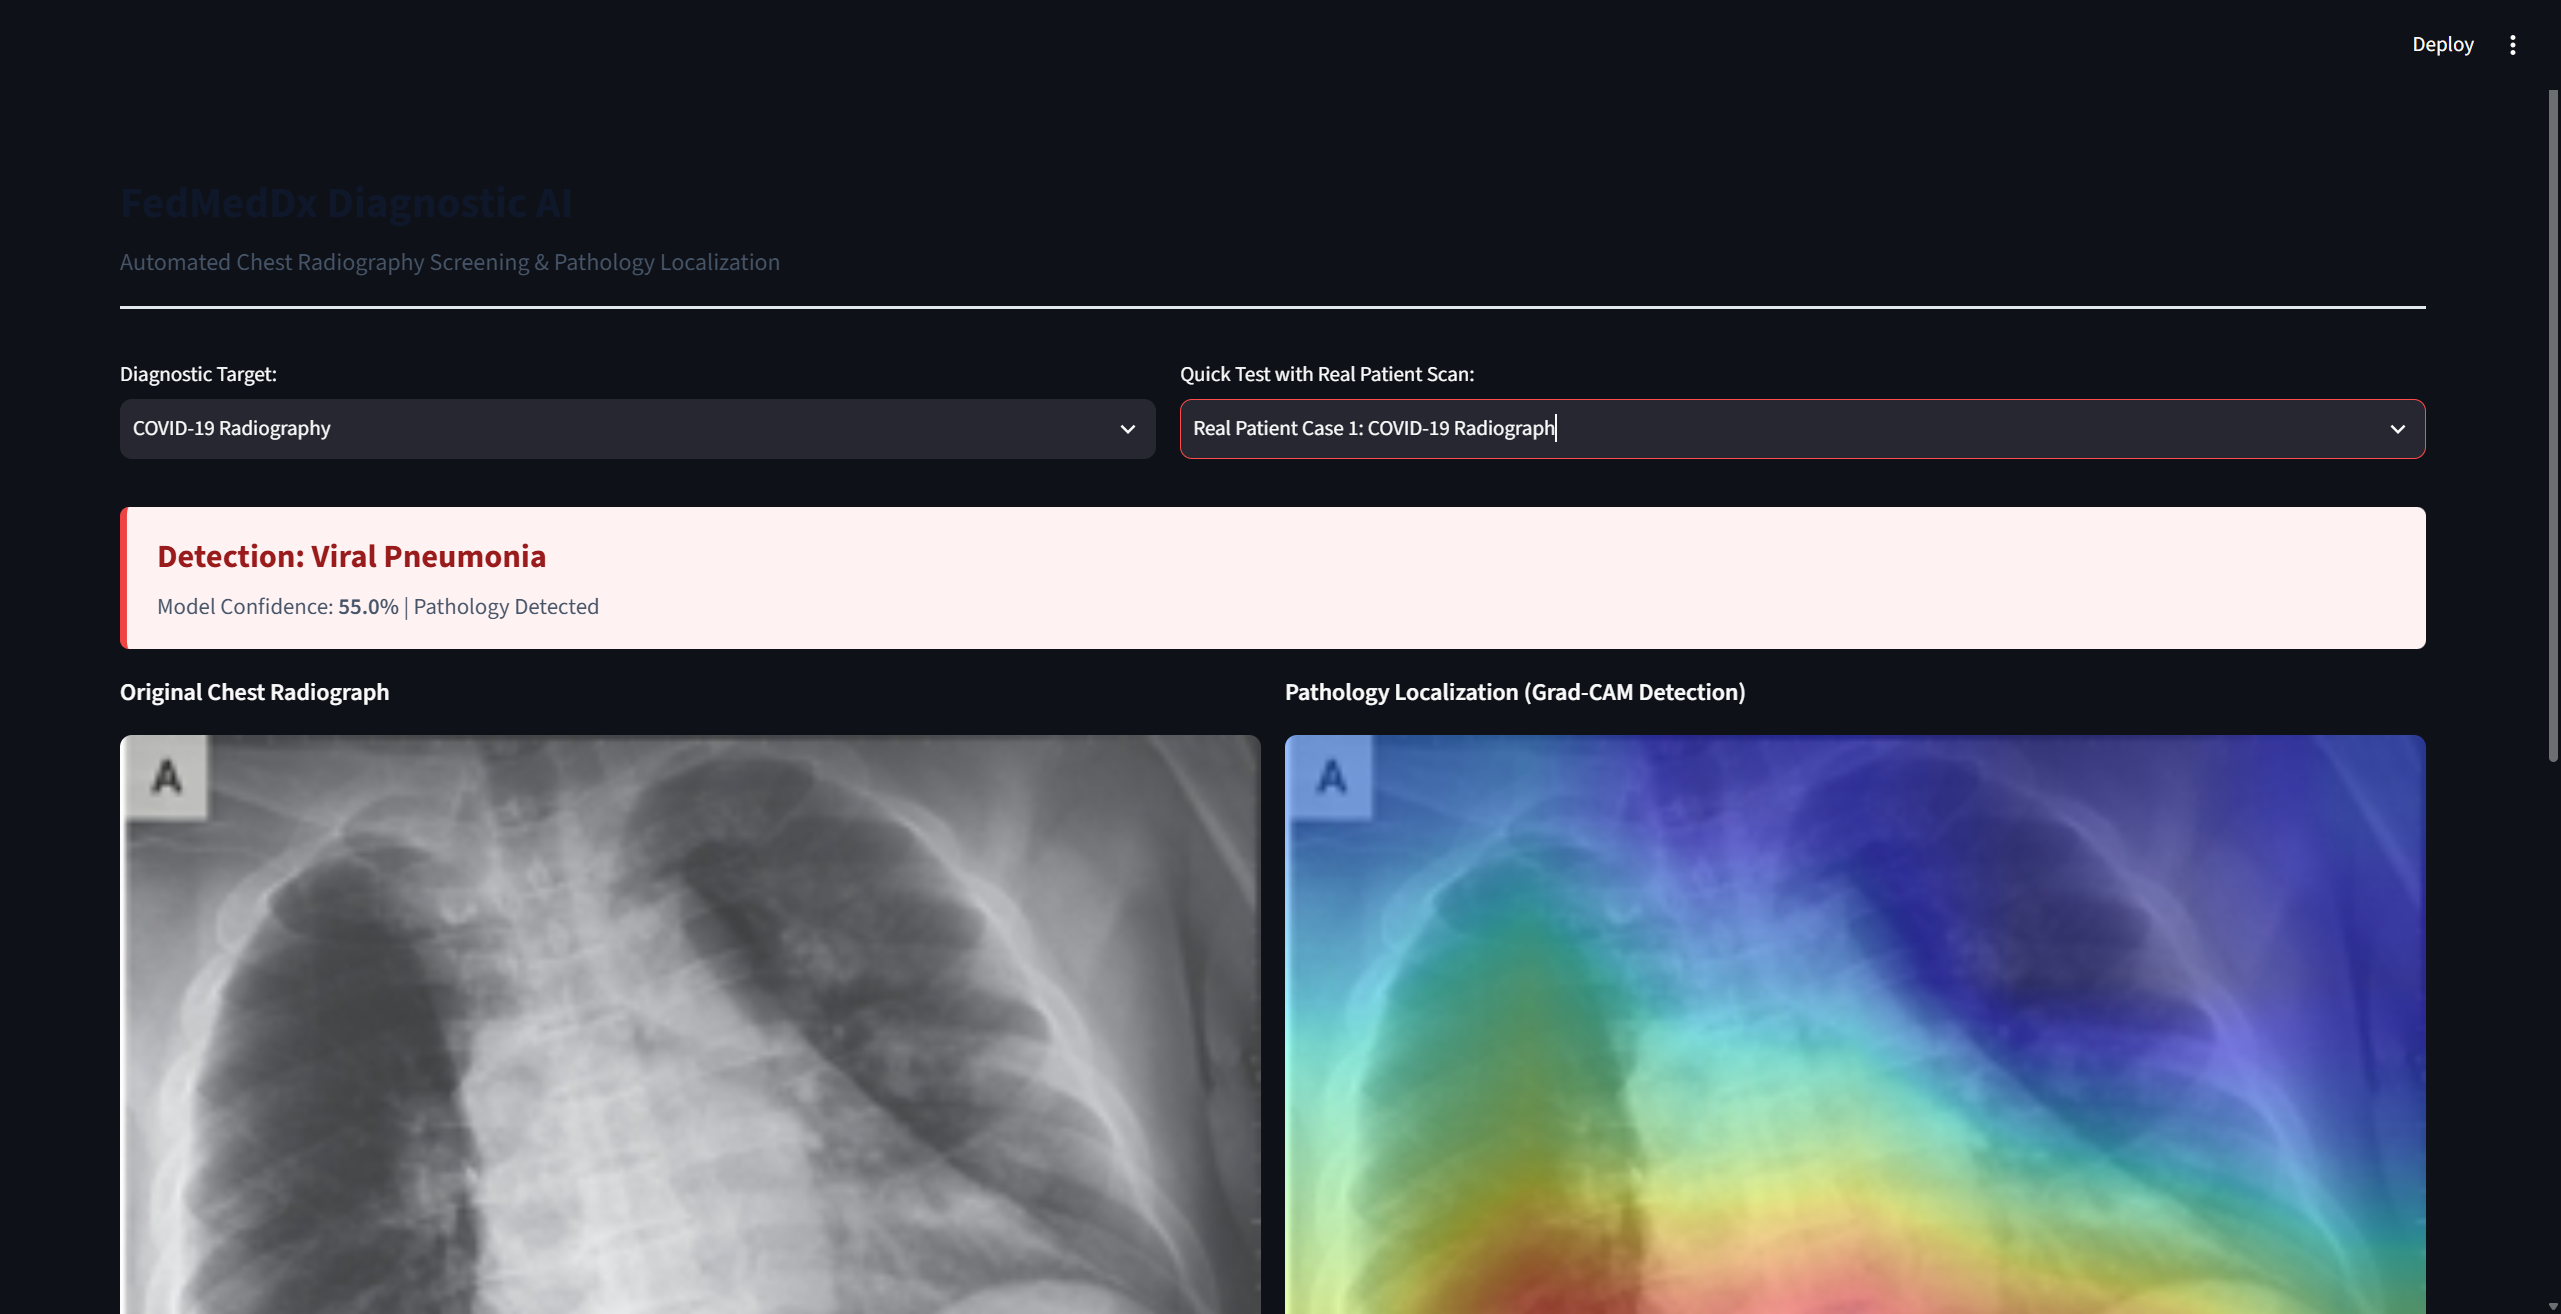 Deploy
FedMedDx Diagnostic AI
Automated Chest Radiography Screening & Pathology Localization
Diagnostic Target:
Quick Test with Real Patient Scan:
COVID-19 Radiography
Real Patient Case 1: COVID-19 Radiograph
Detection: Viral Pneumonia
Model Confidence: 55.0% | Pathology Detected
Original Chest Radiograph
Pathology Localization (Grad-CAM Detection)
A
A